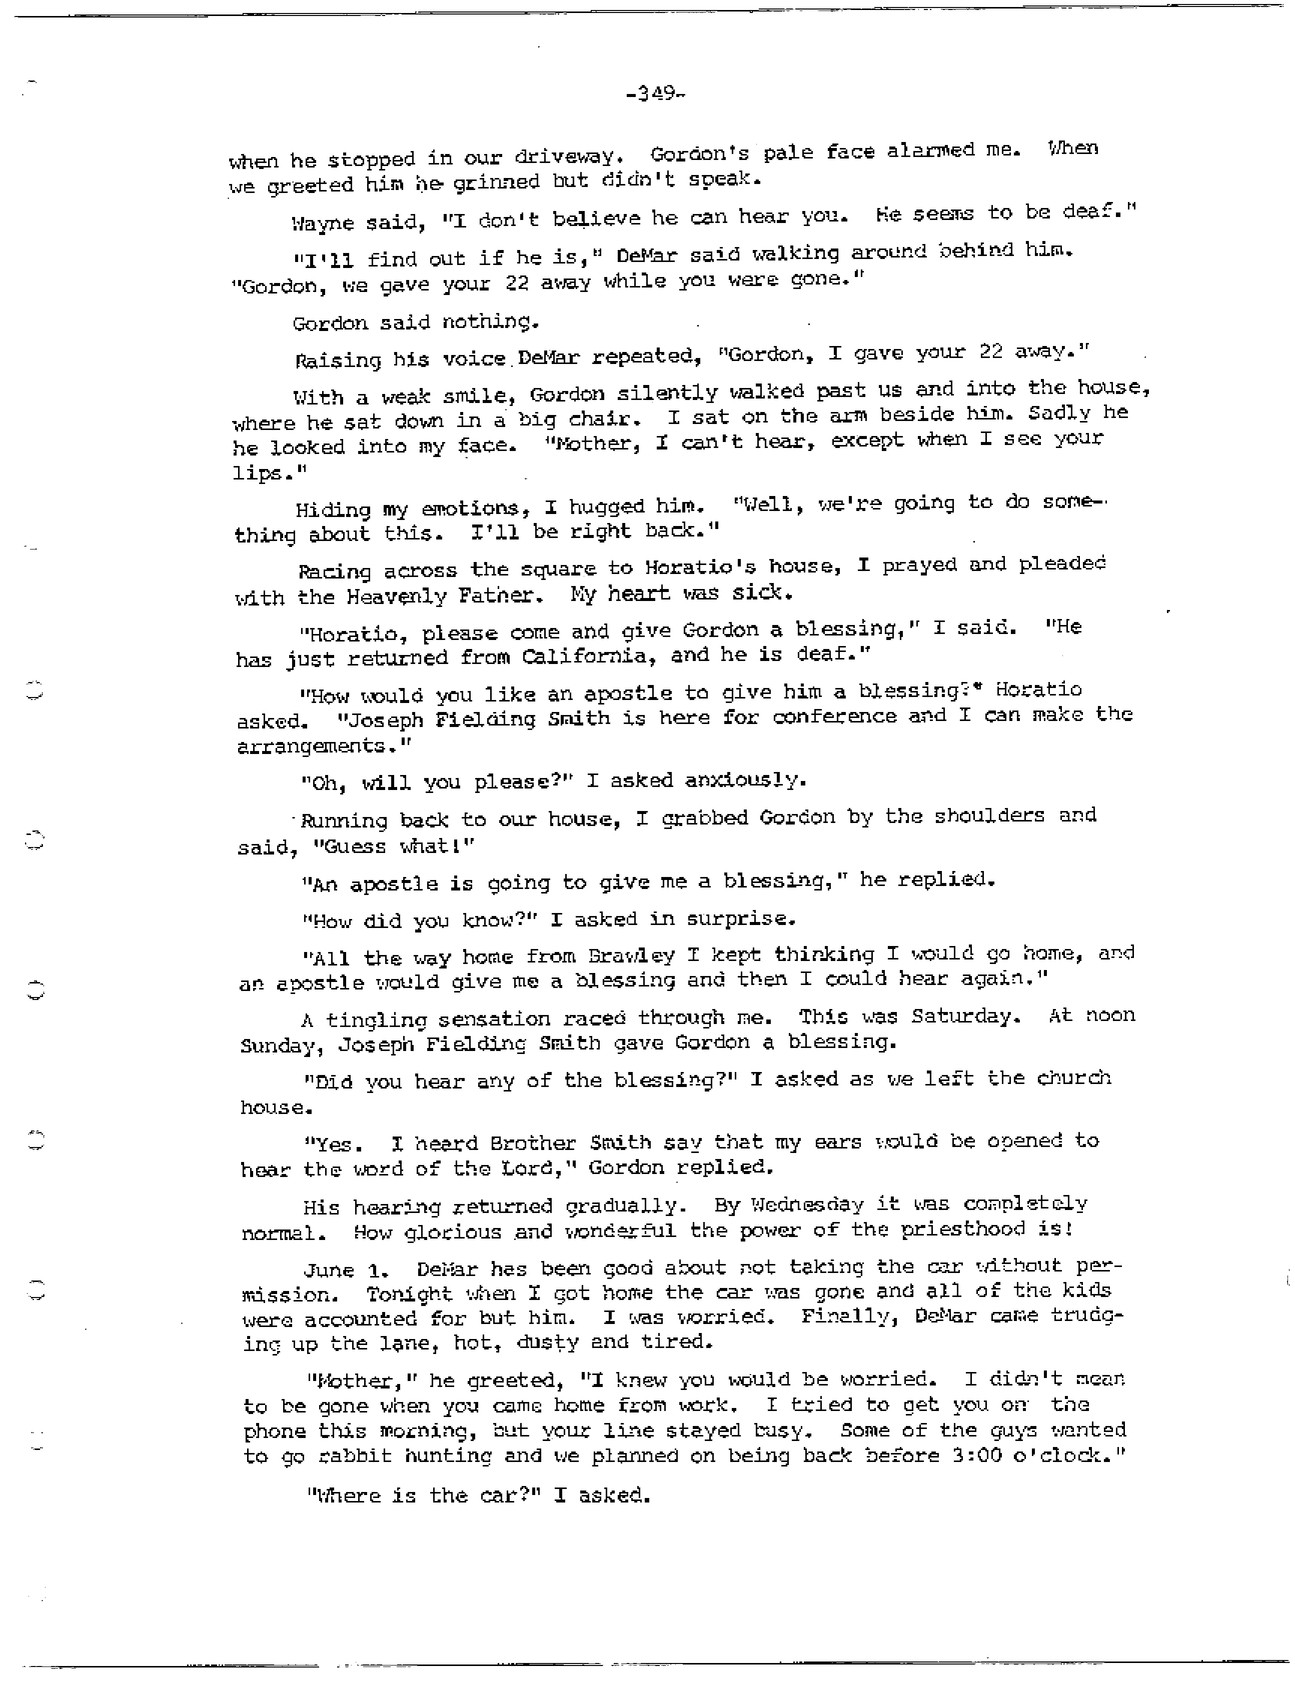 -349-
when he stopped in our driveway. Gordon's pale face alarmed me. When
we greeted him he grinned but didn't speak.
Wayne said, "I don't believe he can hear you. He seems to be deaf."
"I'll find out if he is," DeMar said walking around behind him.
"Gordon, we gave your 22 away while you were gone."
Gordon said nothing.
Raising his voice DeMar repeated, "Gordon, I gave your 22 away."
With a weak smile, Gordon silently walked past us and into the house,
where he sat down in a big chair. I sat on the arm beside him. Sadly he
he looked into my face. "Mother, I can't hear, except when I see your
lips."
Hiding my emotions, I hugged him. "Well, we're going to do some-
thing about this. I'll be right back."
Racing across the square to Horatio's house, I prayed and pleaded
with the Heavenly Father. My heart was sick.
"Horatio, please come and give Gordon a blessing," I said. "He
has just returned from California, and he is deaf."
"How would you like an apostle to give him a blessing?" Horatio
asked. "Joseph Fielding Smith is here for conference and I can make the
arrangements."
"Oh, will you please?" I asked anxiously.
Running back to our house, I grabbed Gordon by the shoulders and
said, "Guess what!"
"An apostle is going to give me a blessing," he replied.
"How did you know?" I asked in surprise.
"All the way home from Brawley I kept thinking I would go home, and
an apostle would give me a blessing and then I could hear again."
A tingling sensation raced through me. This was Saturday. At noon
Sunday, Joseph Fielding Smith gave Gordon a blessing.
"Did you hear any of the blessing?" I asked as we left the church
house.
"Yes. I heard Brother Smith say that my ears would be opened to
hear the word of the Lord," Gordon replied.
His hearing returned gradually. By Wednesday it was completely
normal. How glorious and wonderful the power of the priesthood is!
June 1. DeMar has been good about not taking the car without per-
mission. Tonight when I got home the car was gone and all of the kids
were accounted for but him. I was worried. Finally, DeMar came trudg-
ing up the lane, hot, dusty and tired.
"Mother," he greeted, "I knew you would be worried. I didn't mean
to be gone when you came home from work. I tried to get you on the
phone this morning, but your line stayed busy. Some of the guys wanted
to go rabbit hunting and we planned on being back before 3:00 o'clock."
"Where is the car?" I asked.